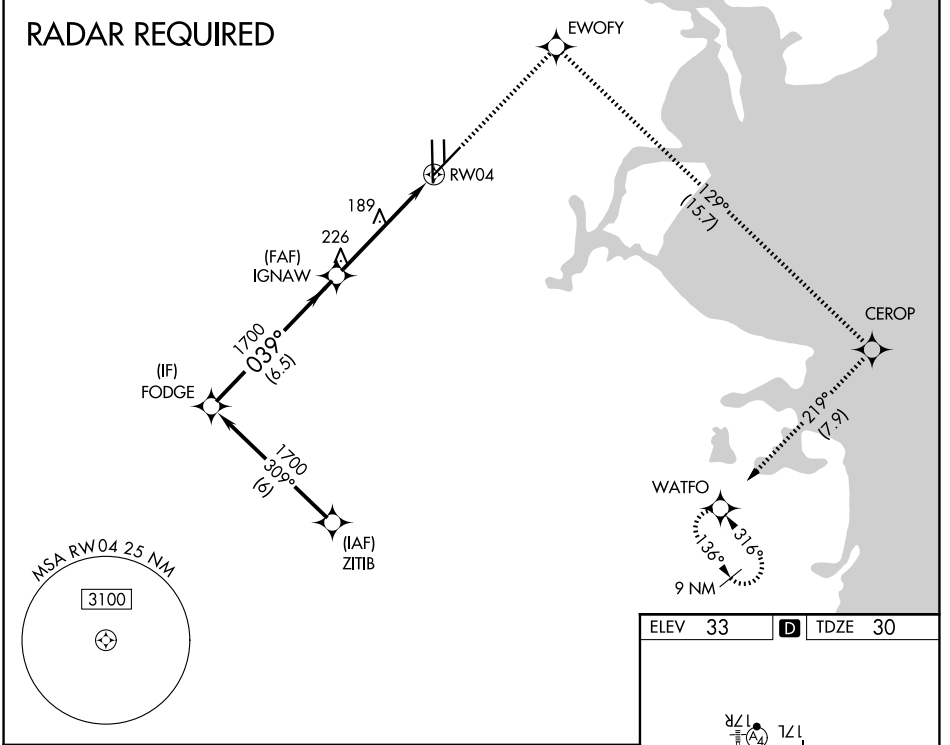 RADAR REQUIRED
EWOFY
RW04
189
226
(FAF)
IGNAW
129°
(15.7)
CEROP
1700
039°
(6.5)
(IF)
FODGE
219°
(7.9)
1700
309°
(6)
WATFO
(IAF)
ZITIB
136°
316°
9 NM
MSA RW04 25 NM
3100
ELEV 33
D
TDZE 30
17R
17L
A4